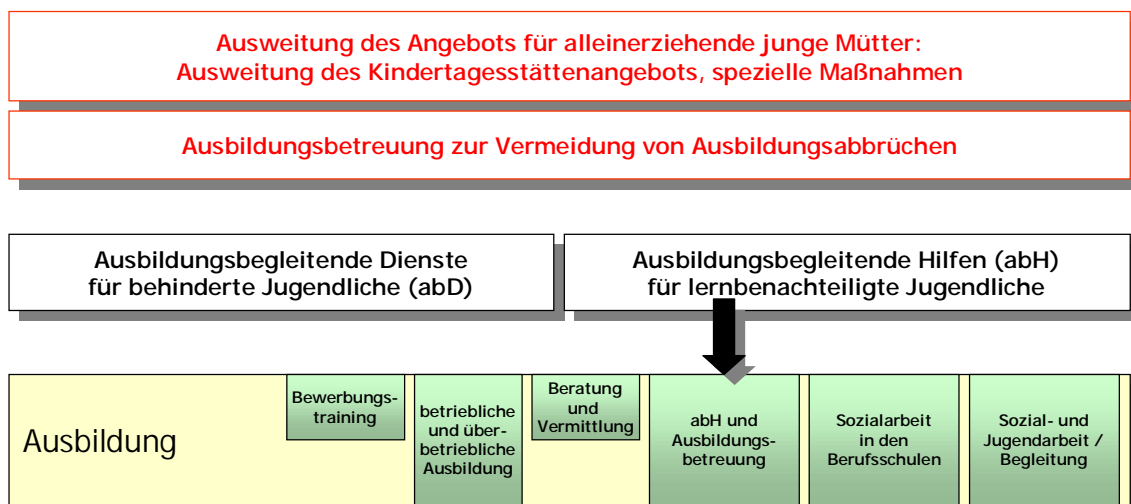 Ausweitung des Angebots für alleinerziehende junge Mütter:
Ausweitung des Kindertagesstättenangebots, spezielle Maßnahmen
Ausbildungsbetreuung zur Vermeidung von Ausbildungsabbrüchen
Ausbildungsbegleitende Dienste
für behinderte Jugendliche (abD)
Ausbildungsbegleitende Hilfen (abH)
für lernbenachteiligte Jugendliche
Ausbildung
Bewerbungs-
training
betriebliche
und über-
betriebliche
Ausbildung
Beratung
und
Vermittlung
abH und
Ausbildungs-
betreuung
Sozialarbeit
in den
Berufsschulen
Sozial- und
Jugendarbeit /
Begleitung